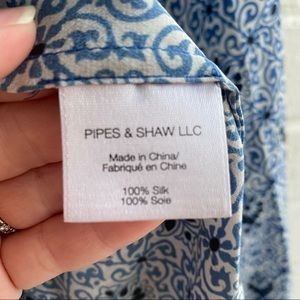 PIPES & SHAW LLC
Made in China/
Fabriqué en Chine
100% Silk
100% Soie